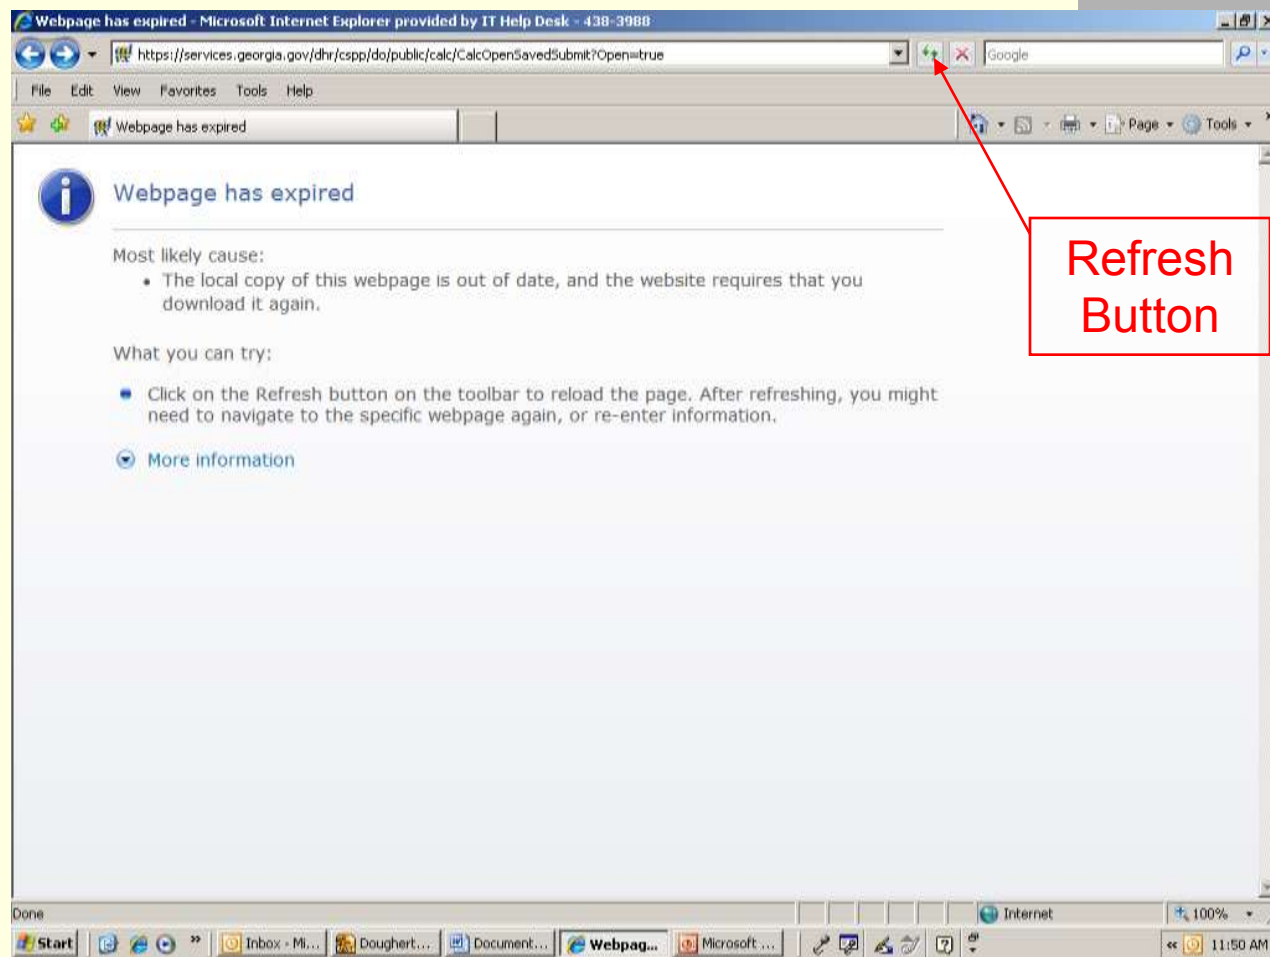 Webpage has expired - Microsoft Internet Explorer provided by IT Help Desk - 438-3988
https://services.georgia.gov/dhr/cspp/do/public/calc/CalcOpenSavedSubmit?Open=true
Google
File Edit View Favorites Tools Help
Webpage has expired
Page Tools
Webpage has expired
Refresh
Button
Most likely cause:
• The local copy of this webpage is out of date, and the website requires that you
download it again.
What you can try:
Click on the Refresh button on the toolbar to reload the page. After refreshing, you might
need to navigate to the specific webpage again, or re-enter information.
More information
Done Internet 100%
Start » Inbox - Mi... Doughert... Document... Webpag... Microsoft ... « 11:50 AM